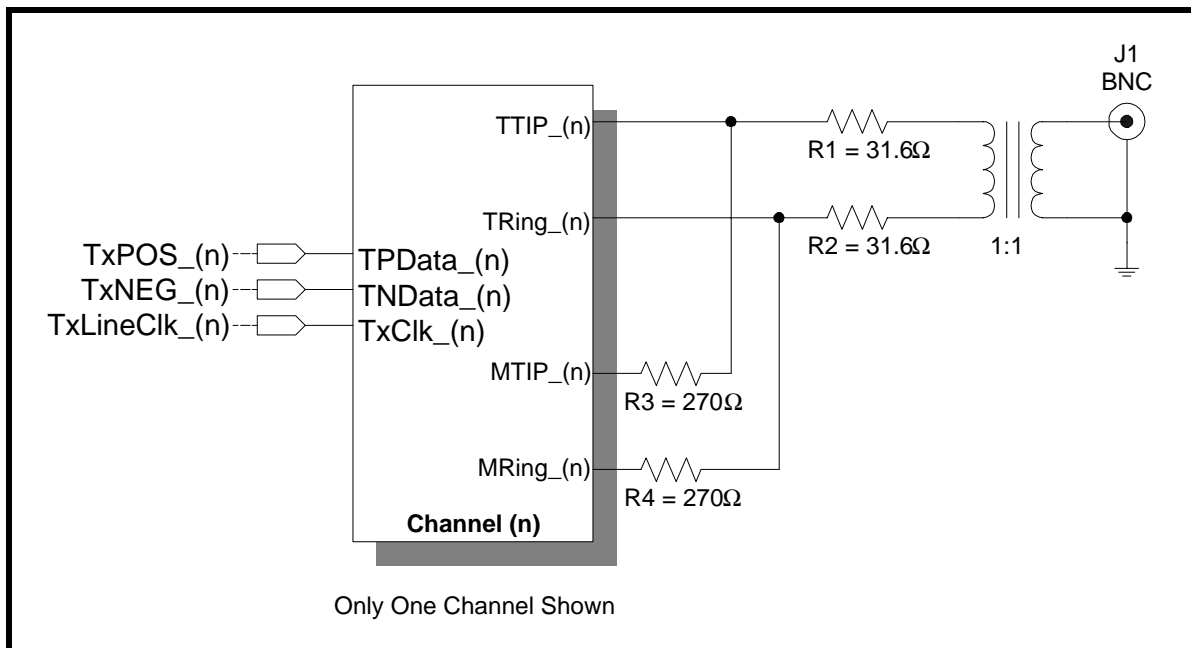 J1
BNC
TTIP_(n)
R1 = 31.6Ω
TRing_(n)
R2 = 31.6Ω
1:1
TxPOS_(n)
TPData_(n)
TxNEG_(n)
TNData_(n)
TxLineClk_(n)
TxClk_(n)
MTIP_(n)
R3 = 270Ω
MRing_(n)
R4 = 270Ω
Channel (n)
Only One Channel Shown